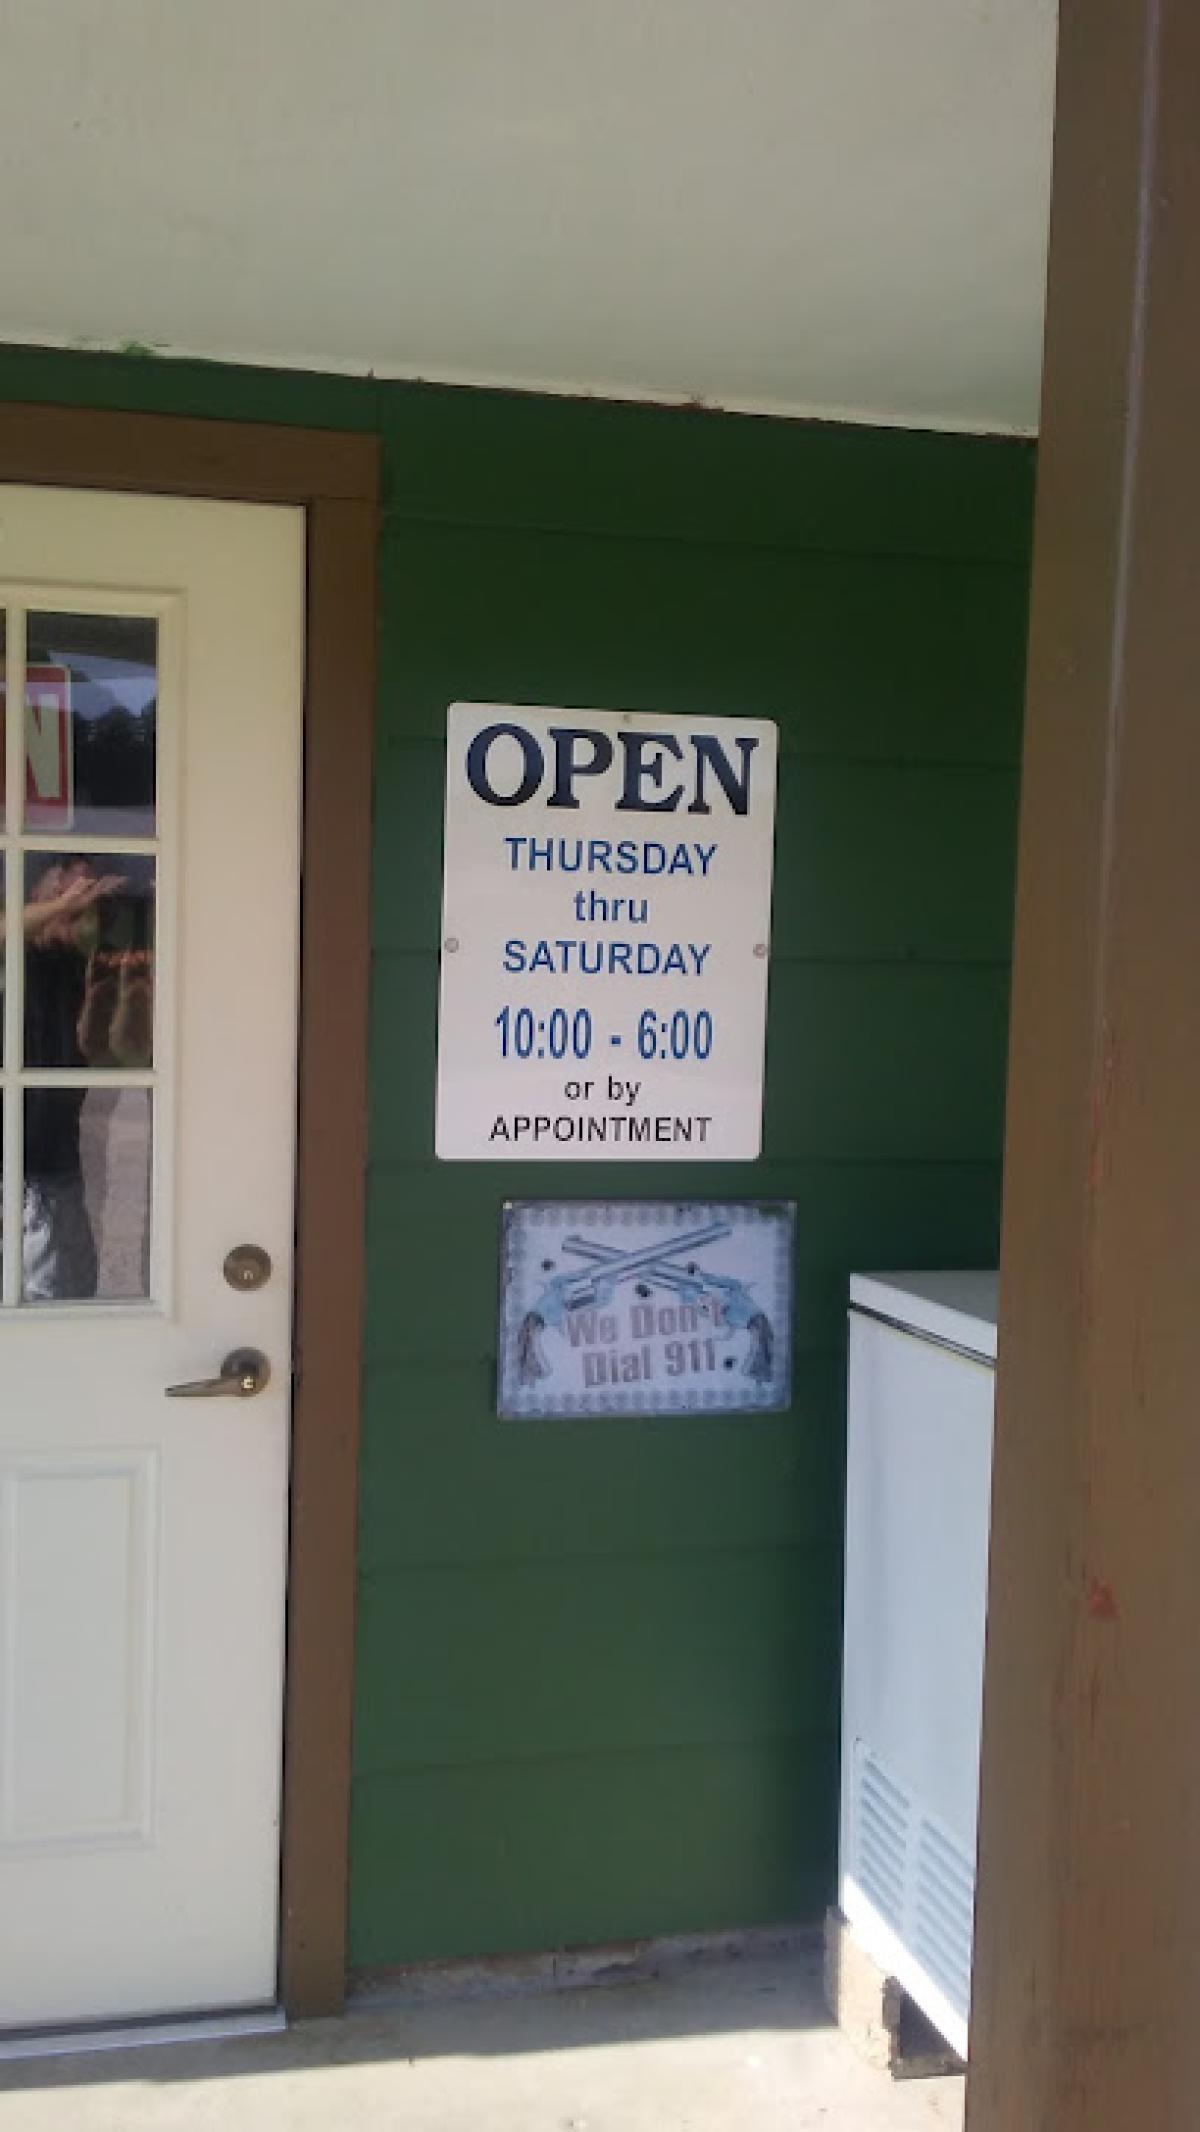 OPEN
THURSDAY
thru
SATURDAY
10:00 - 6:00
or by
APPOINTMENT
We Don't
Dial 911
N